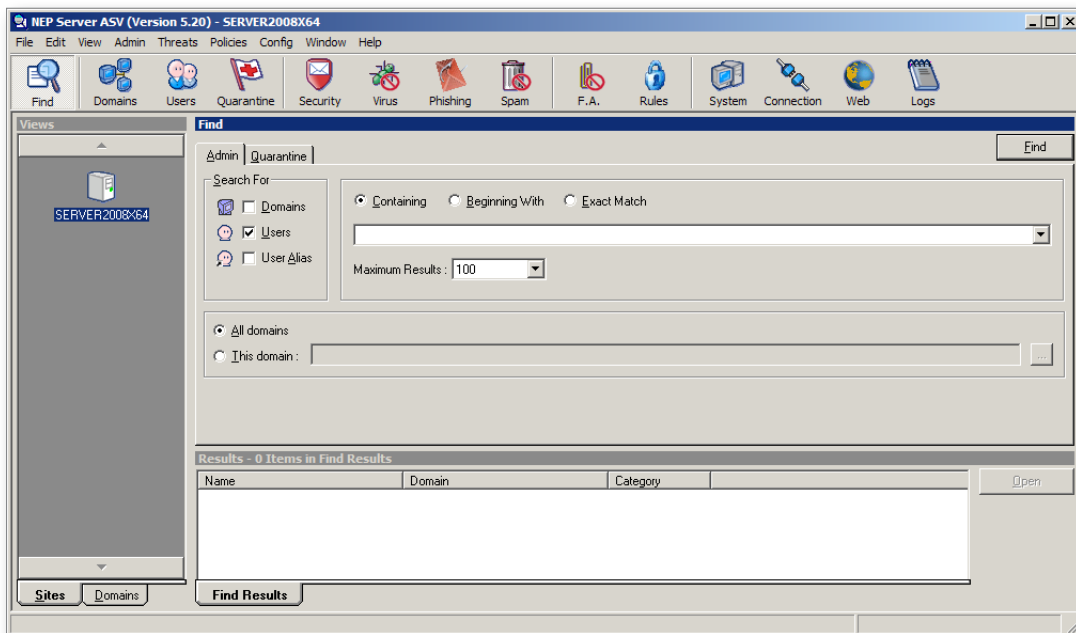 NEP Server ASV (Version 5.20) - SERVER2008X64
File Edit View Admin Threats Policies Config Window Help
Find Domains Users Quarantine Security Virus Phishing Spam F.A. Rules System Connection Web Logs
Views
SERVER2008X64
Sites Domains
Find
Admin Quarantine
Find
Search For
Domains
Users
User Alias
Containing Beginning With Exact Match
Maximum Results : 100
All domains
This domain :
...
Results - 0 Items in Find Results
Name Domain Category
Open
Find Results